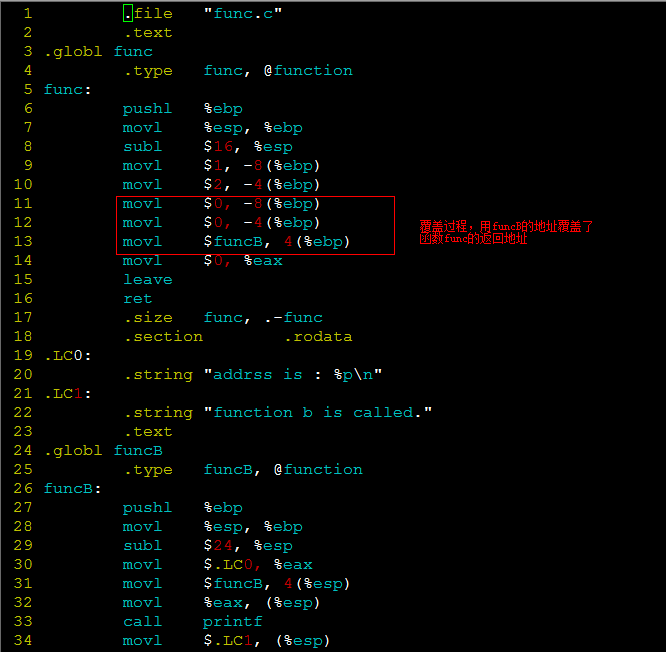 1 .file "func.c"
2 .text
3 .globl func
4 .type func, @function
5 func:
6 pushl %ebp
7 movl %esp, %ebp
8 subl $16, %esp
9 movl $1, -8(%ebp)
10 movl $2, -4(%ebp)
11 movl $0, -8(%ebp)
12 movl $0, -4(%ebp)
13 movl $funcB, 4(%ebp)
14 movl $0, %eax
15 leave
16 ret
17 .size func, .-func
18 .section .rodata
19 .LC0:
20 .string "addrss is : %p\n"
21 .LC1:
22 .string "function b is called."
23 .text
24 .globl funcB
25 .type funcB, @function
26 funcB:
27 pushl %ebp
28 movl %esp, %ebp
29 subl $24, %esp
30 movl $.LC0, %eax
31 movl $funcB, 4(%esp)
32 movl %eax, (%esp)
33 call printf
34 movl $.LC1, (%esp)
覆盖过程，用funcB的地址覆盖了
函数func的返回地址